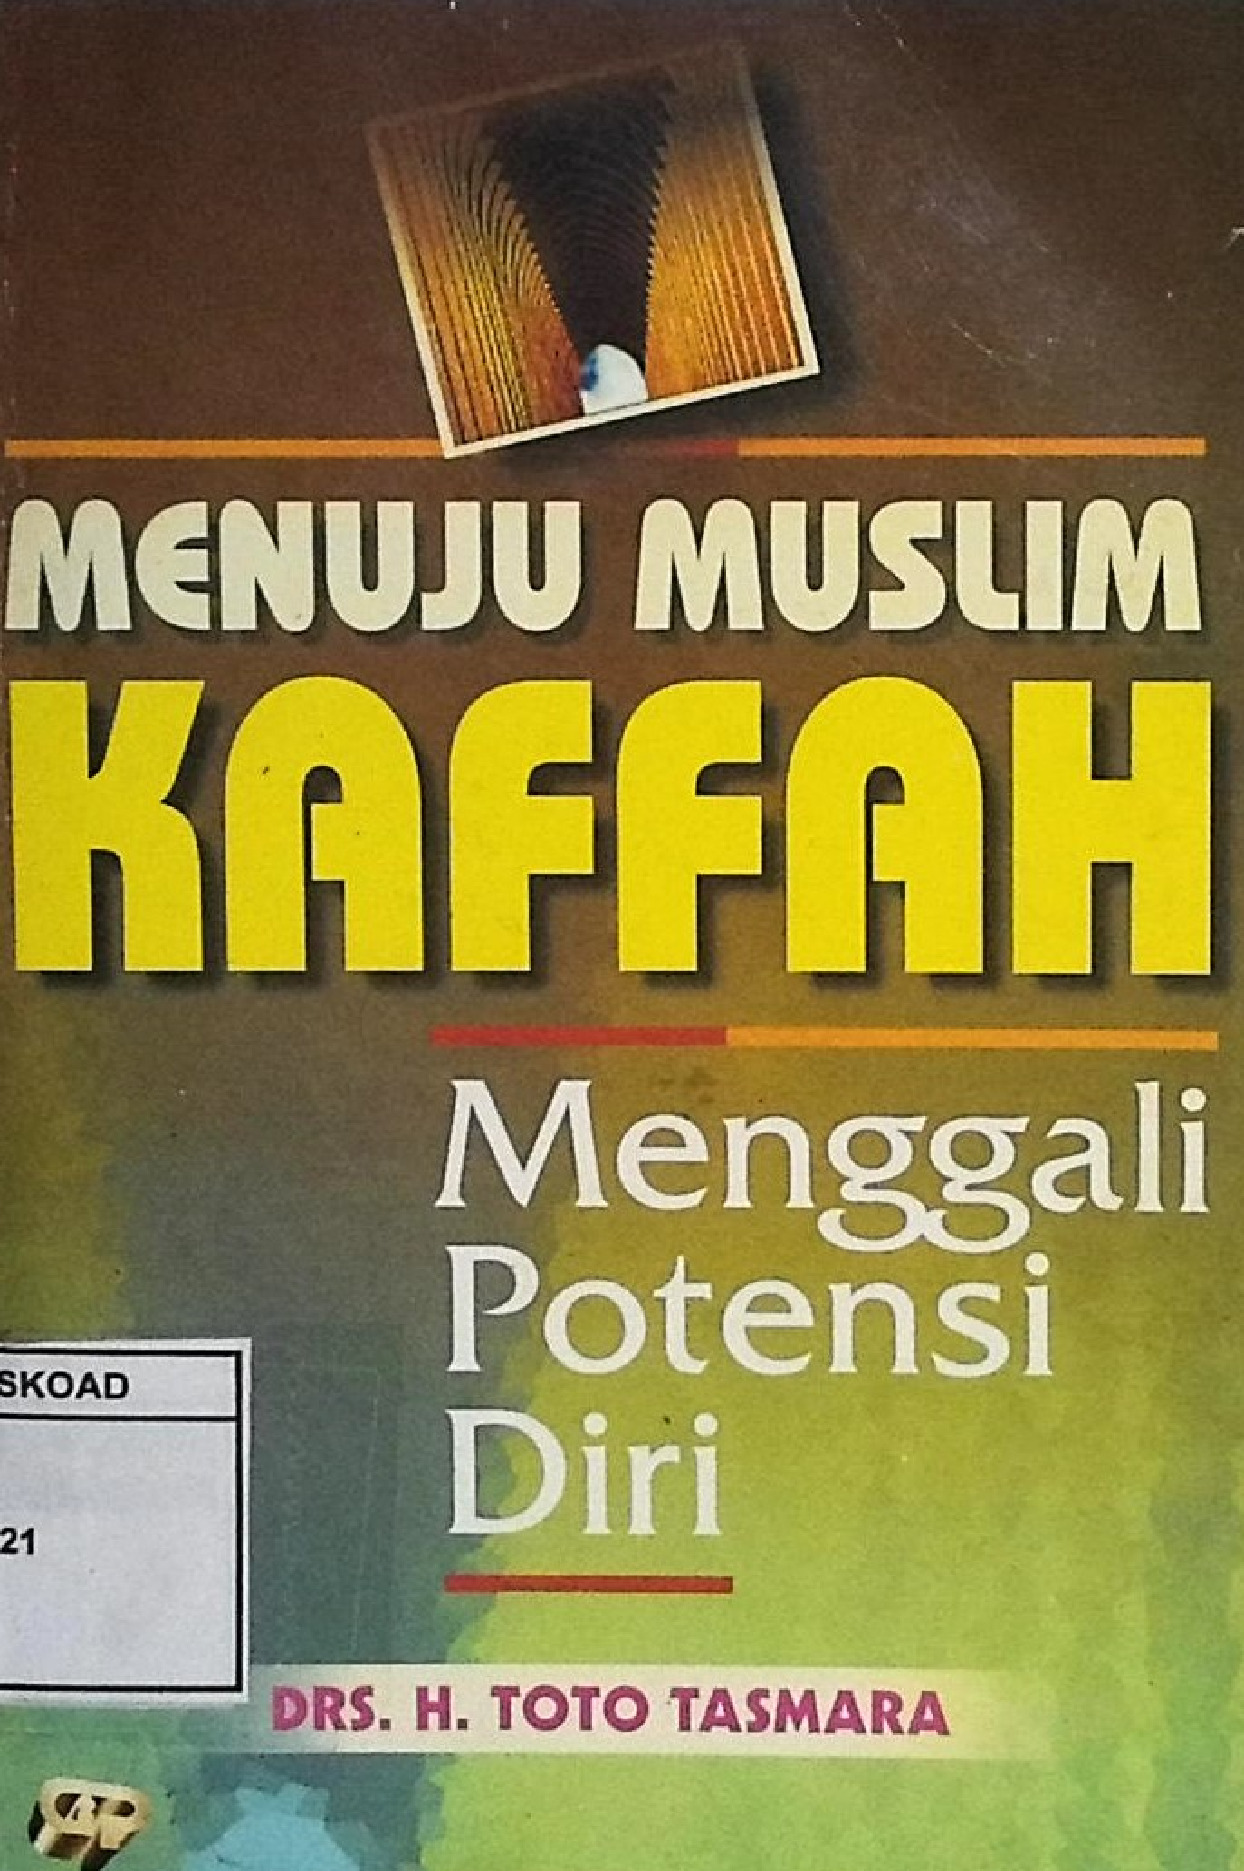 MENUJU MUSLIM
KAFFAH
Menggali
Potensi
Diri
SKOAD
21
DRS. H. TOTO TASMARA